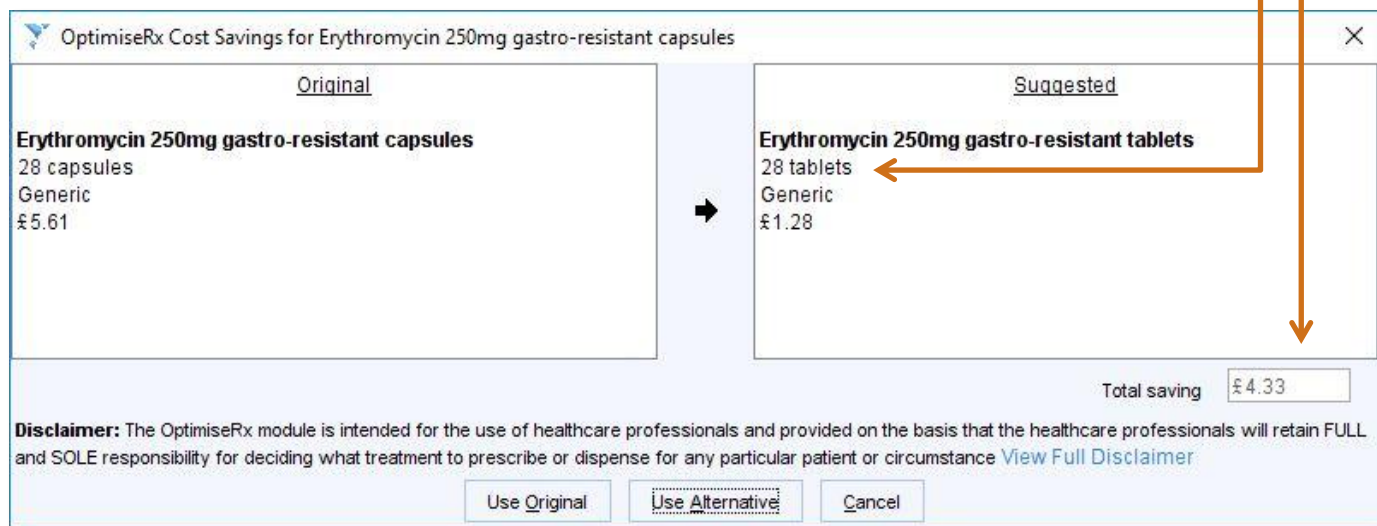 OptimiseRx Cost Savings for Erythromycin 250mg gastro-resistant capsules
Original
Erythromycin 250mg gastro-resistant capsules
28 capsules
Generic
£5.61
Suggested
Erythromycin 250mg gastro-resistant tablets
28 tablets
Generic
£1.28
Total saving £4.33
Disclaimer: The OptimiseRx module is intended for the use of healthcare professionals and provided on the basis that the healthcare professionals will retain FULL
and SOLE responsibility for deciding what treatment to prescribe or dispense for any particular patient or circumstance View Full Disclaimer
Use Original Use Alternative Cancel